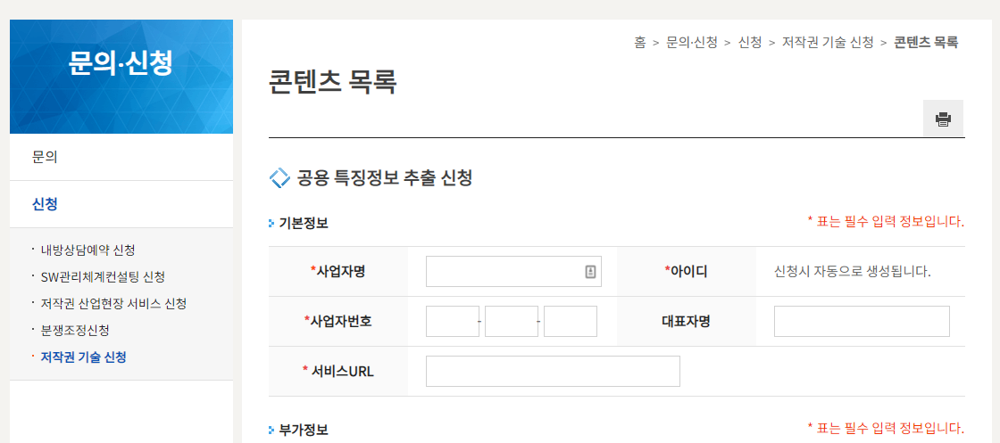 문의·신청
문의
신청
· 내방상담예약 신청
· SW관리체계컨설팅 신청
· 저작권 산업현장 서비스 신청
· 분쟁조정신청
· 저작권 기술 신청
홈 > 문의·신청 > 신청 > 저작권 기술 신청 > 콘텐츠 목록
콘텐츠 목록
공용 특징정보 추출 신청
기본정보
* 표는 필수 입력 정보입니다.
*사업자명 *아이디 신청시 자동으로 생성됩니다.
*사업자번호 - - 대표자명
* 서비스URL
부가정보
* 표는 필수 입력 정보입니다.